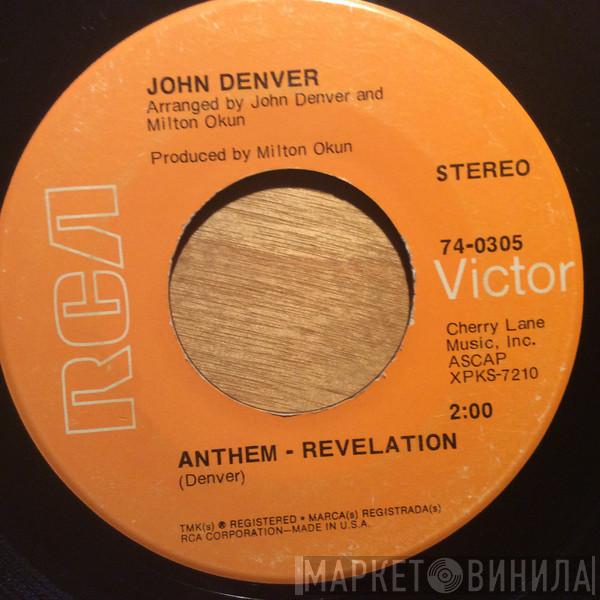 JOHN DENVER
Arranged by John Denver and
Milton Okun
Produced by Milton Okun
STEREO
RCA
74-0305
Victor
Cherry Lane
Music, Inc.
ASCAP
XPKS-7210
2:00
ANTHEM - REVELATION
(Denver)
TMK(s) ® REGISTERED • MARCA(s) REGISTRADA(s)
RCA CORPORATION—MADE IN U.S.A.
МАРКЕТ ВИНИЛА